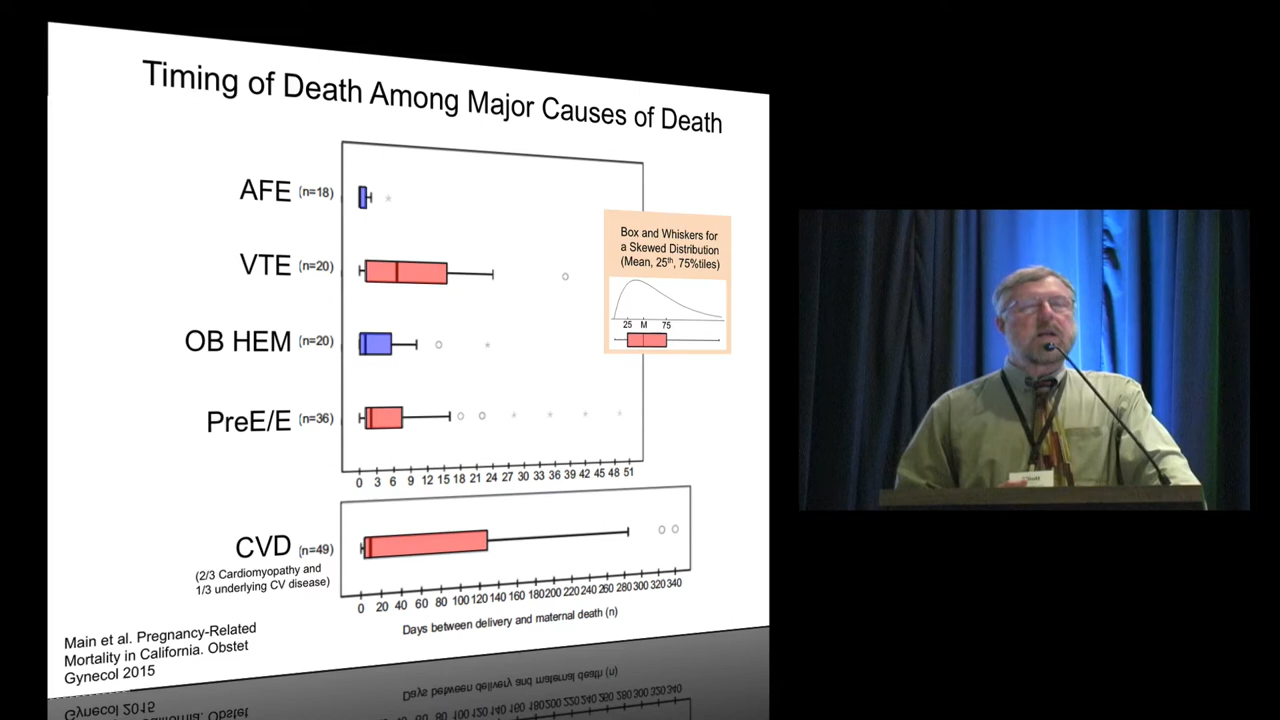 Timing of Death Among Major Causes of Death
AFE (n=18)
VTE (n=20)
OB HEM (n=20)
PreE/E (n=36)
0 3 6 9 12 15 18 21 24 27 30 33 36 39 42 45 48 51
Box and Whiskers for
a Skewed Distribution
(Mean, 25th, 75%tiles)
25 M 75
CVD (n=49)
(2/3 Cardiomyopathy and
1/3 underlying CV disease)
0 20 40 60 80 100 120 140 160 180 200 220 240 260 280 300 320 340
Days between delivery and maternal death (n)
Main et al. Pregnancy-Related
Mortality in California. Obstet
Gynecol 2015